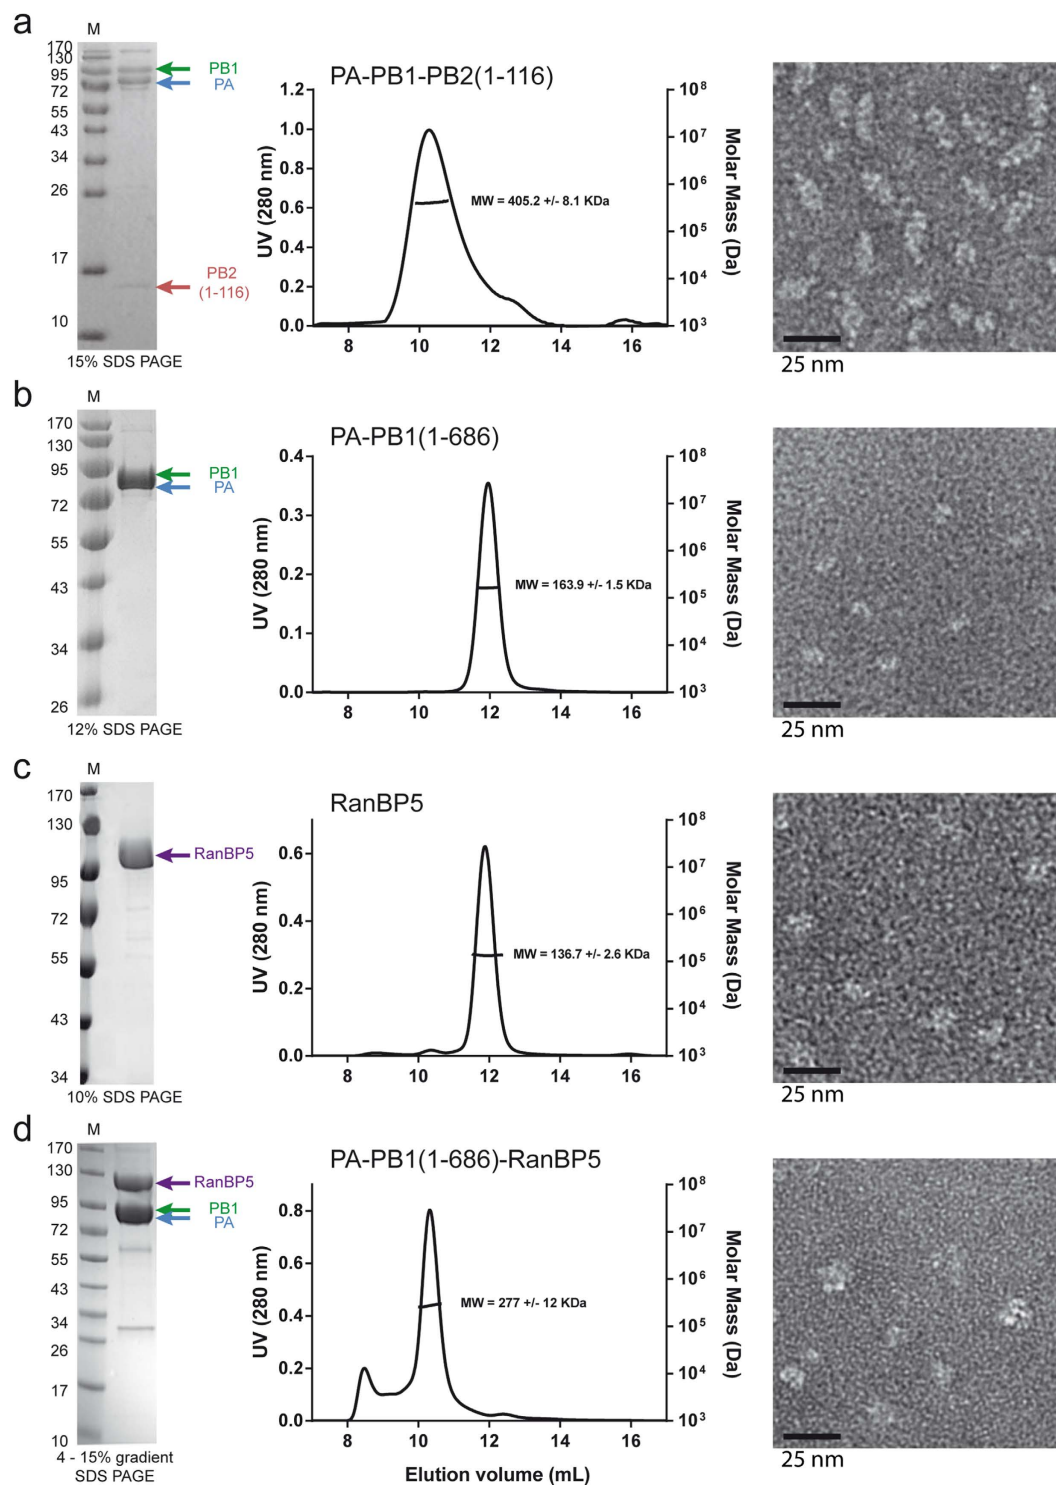 a
M
170
130
95
72
55
43
34
26
17
10
PB1
PA
PB2
(1-116)
15% SDS PAGE
PA-PB1-PB2(1-116)
UV (280 nm)
1.2
1.0
0.8
0.6
0.4
0.2
0.0
8 10 12 14 16
MW = 405.2 +/- 8.1 KDa
10⁸
10⁷
10⁶
10⁵
10⁴
10³
Molar Mass (Da)
25 nm
b
M
170
130
95
72
55
43
34
26
PB1
PA
12% SDS PAGE
PA-PB1(1-686)
UV (280 nm)
0.4
0.3
0.2
0.1
0.0
8 10 12 14 16
MW = 163.9 +/- 1.5 KDa
10⁸
10⁷
10⁶
10⁵
10⁴
10³
Molar Mass (Da)
25 nm
c
M
170
130
95
72
55
43
34
RanBP5
10% SDS PAGE
RanBP5
UV (280 nm)
0.6
0.4
0.2
0.0
8 10 12 14 16
MW = 136.7 +/- 2.6 KDa
10⁸
10⁷
10⁶
10⁵
10⁴
10³
Molar Mass (Da)
25 nm
d
M
170
130
95
72
55
43
34
26
17
10
RanBP5
PB1
PA
4 - 15% gradient
SDS PAGE
PA-PB1(1-686)-RanBP5
UV (280 nm)
0.8
0.6
0.4
0.2
0.0
8 10 12 14 16
MW = 277 +/- 12 KDa
10⁸
10⁷
10⁶
10⁵
10⁴
10³
Molar Mass (Da)
Elution volume (mL)
25 nm